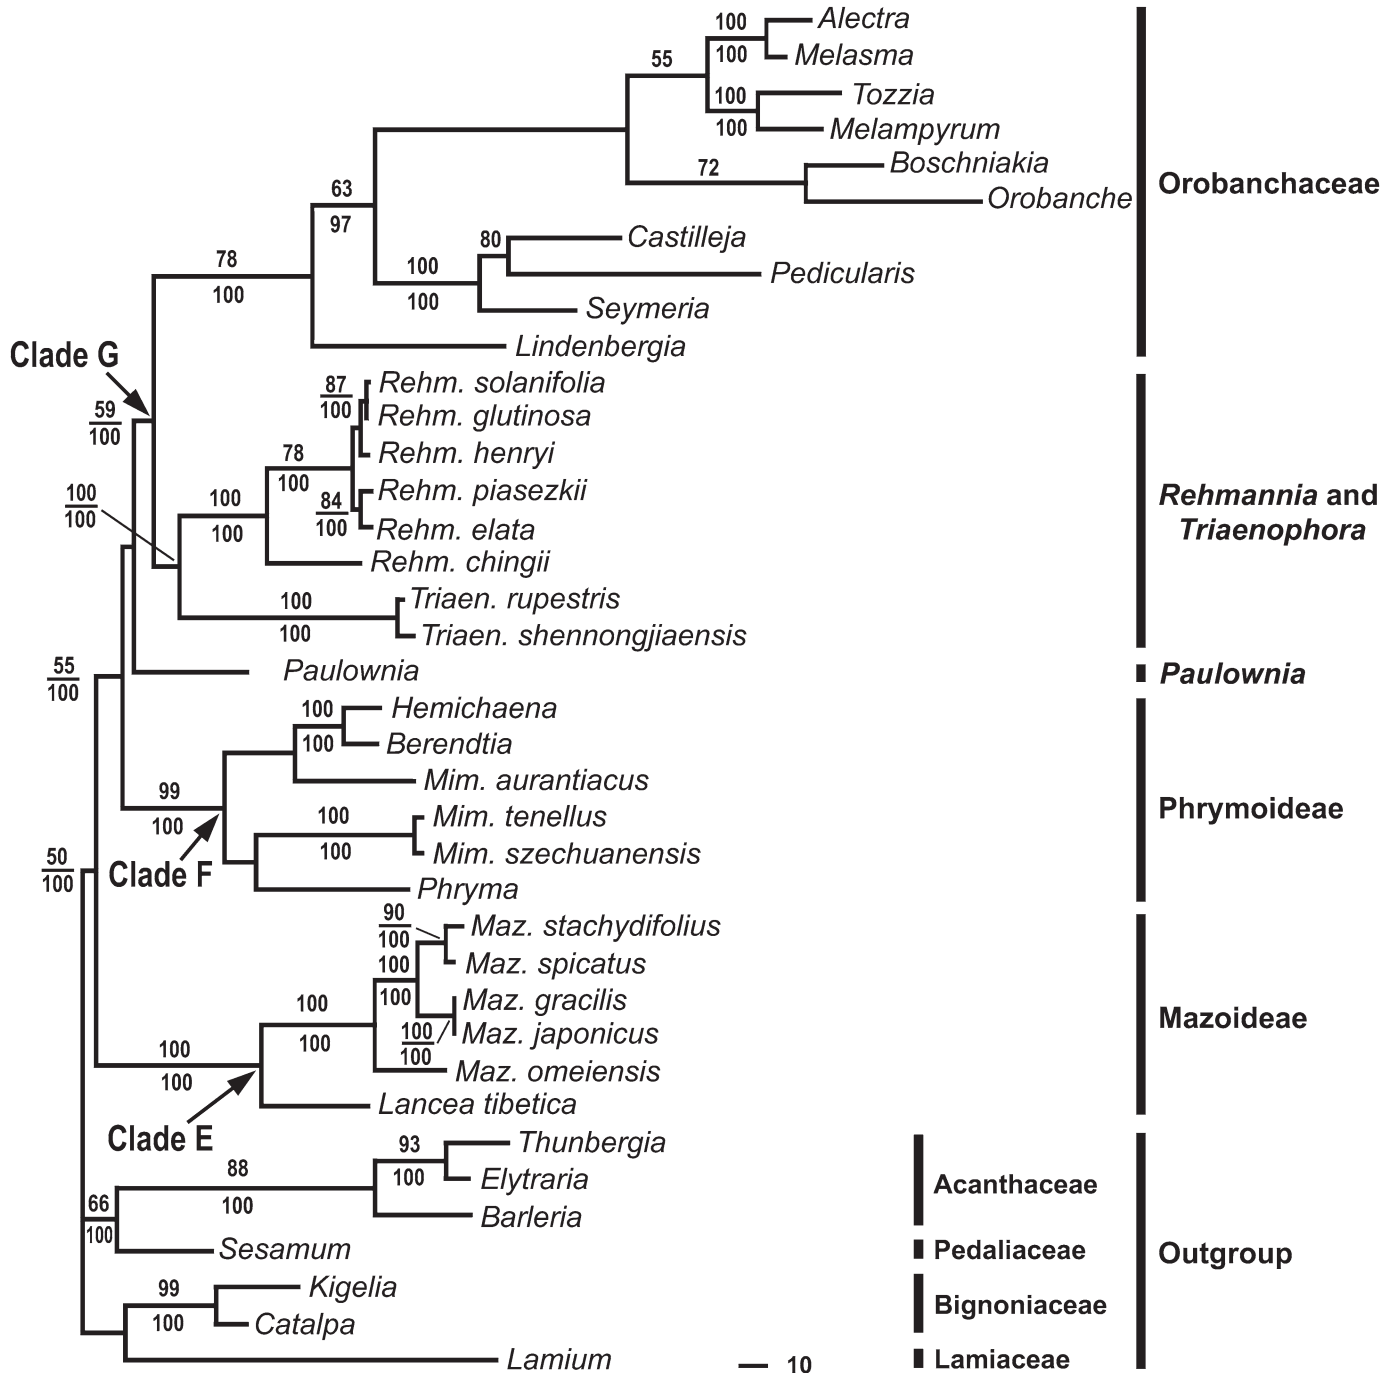 100
Alectra
100
Melasma
55
100
Tozzia
100
Melampyrum
72
Boschniakia
Orobanche
Orobanchaceae
63
97
80
Castilleja
Pedicularis
100
100
Seymeria
78
100
Lindenbergia
Clade G
59
100
87
100
Rehm. solanifolia
Rehm. glutinosa
Rehm. henryi
78
100
Rehm. piasezkii
84
100
Rehm. elata
100
100
Rehm. chingii
100
100
100
100
Triaen. rupestris
Triaen. shennongjiaensis
Rehmannia and
Triaenophora
55
100
Paulownia
Paulownia
100
100
Hemichaena
Berendtia
Mim. aurantiacus
99
100
100
100
Mim. tenellus
Mim. szechuanensis
Phryma
Clade F
Phrymoideae
50
100
90
100
Maz. stachydifolius
Maz. spicatus
100
100
Maz. gracilis
100
100
Maz. japonicus
100
100
Maz. omeiensis
100
100
Lancea tibetica
Clade E
Mazoideae
93
100
Thunbergia
Elytraria
88
100
Barleria
Acanthaceae
66
100
Sesamum
Pedaliaceae
Outgroup
99
100
Kigelia
Catalpa
Bignoniaceae
Lamium
10
Lamiaceae